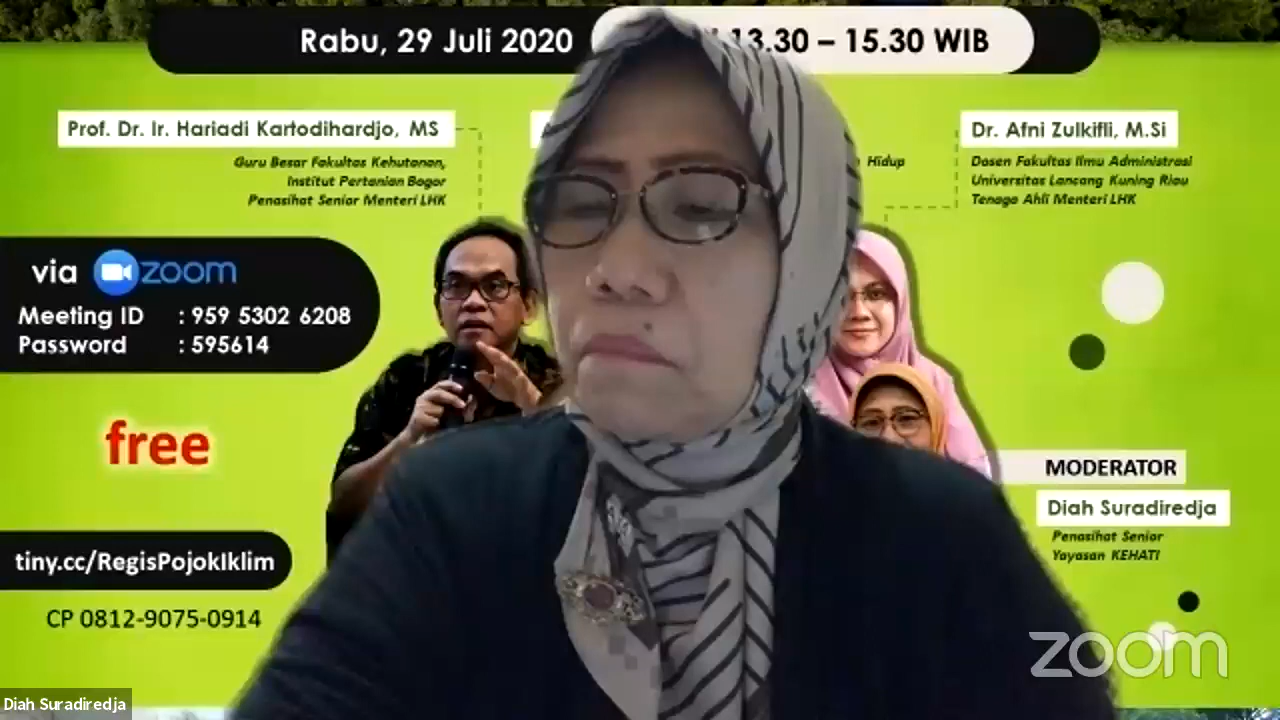 Rabu, 29 Juli 2020
13.30 – 15.30 WIB
Prof. Dr. Ir. Hariadi Kartodihardjo, MS
Guru Besar Fakultas Kehutanan,
Institut Pertanian Bogor
Penasihat Senior Menteri LHK
Hidup
Dr. Afni Zulkifli, M.Si
Dosen Fakultas Ilmu Administrasi
Universitas Lancang Kuning Riau
Tenaga Ahli Menteri LHK
via zoom
Meeting ID : 959 5302 6208
Password : 595614
free
MODERATOR
Diah Suradiredja
Penasihat Senior
Yayasan KEHATI
tiny.cc/RegisPojokIklim
CP 0812-9075-0914
zoom
Diah Suradiredja